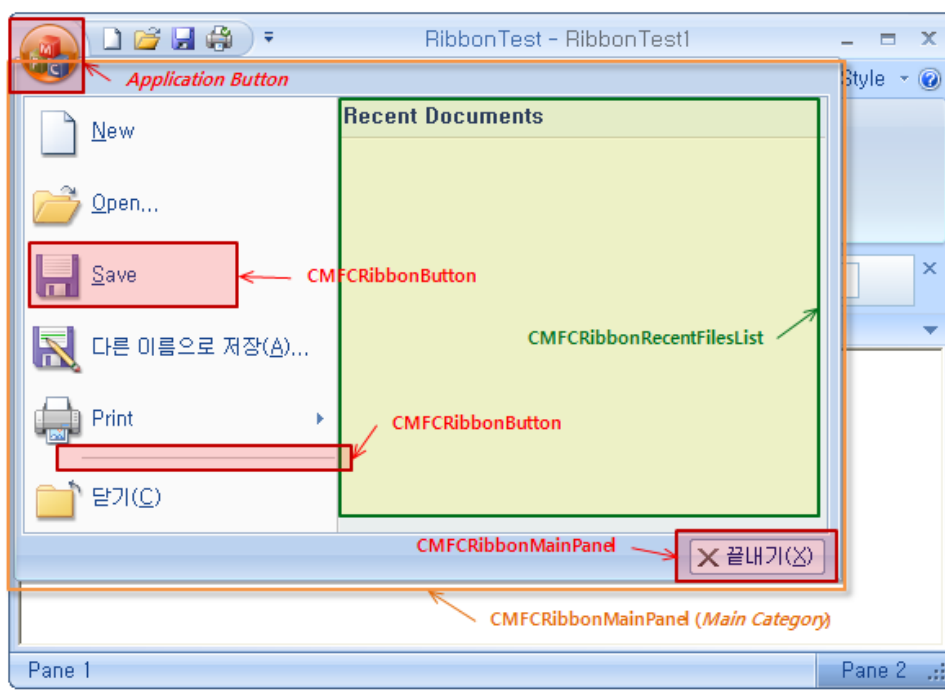 RibbonTest - RibbonTest1
Application Button
Style
New
Recent Documents
Open...
Save
CMFCRibbonButton
CMFCRibbonRecentFilesList
다른 이름으로 저장(A)...
Print
CMFCRibbonButton
닫기(C)
CMFCRibbonMainPanel
끝내기(X)
CMFCRibbonMainPanel (Main Category)
Pane 1
Pane 2